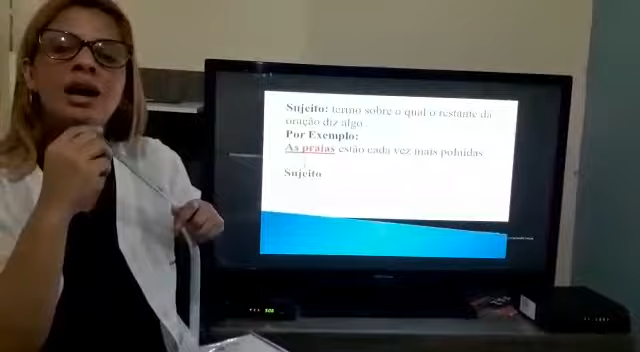 Sujeito: termo sobre o qual o restante da
oração diz algo.
Por Exemplo:
As praias estão cada vez mais poluídas
Sujeito